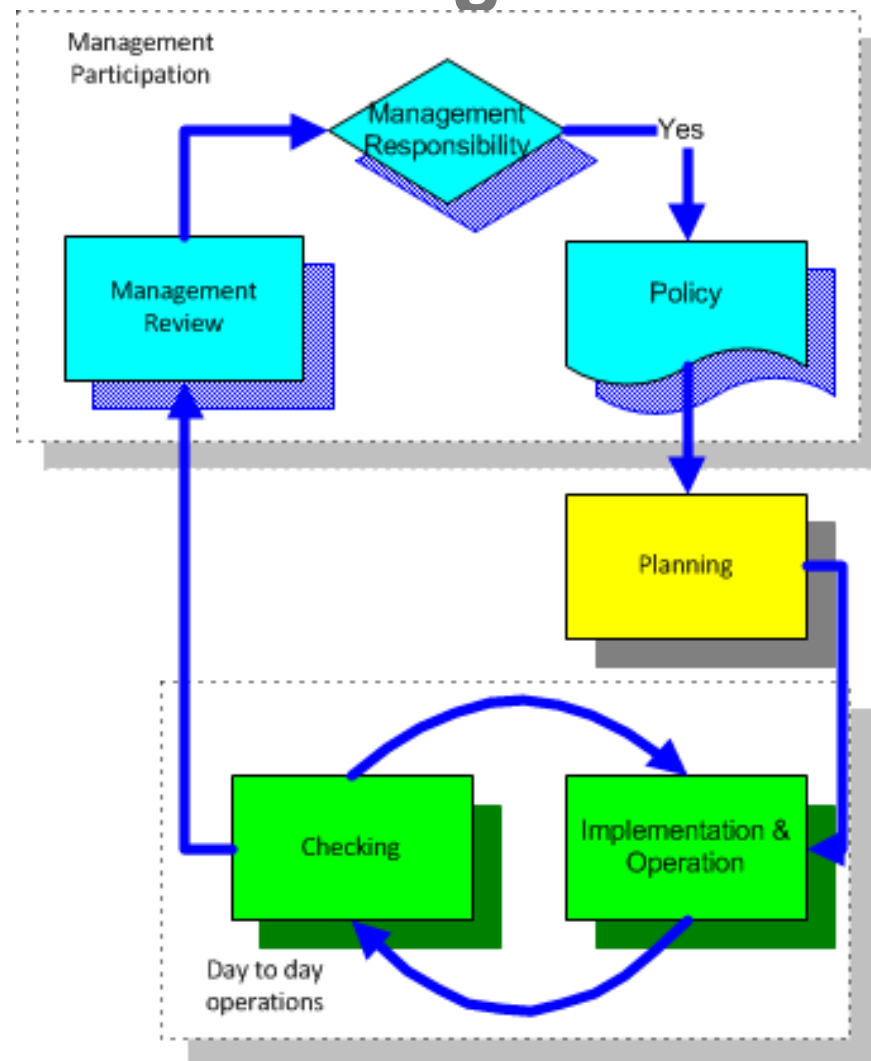 Management
Participation
Management
Responsibility
Yes
Management
Review
Policy
Planning
Checking
Implementation &
Operation
Day to day
operations